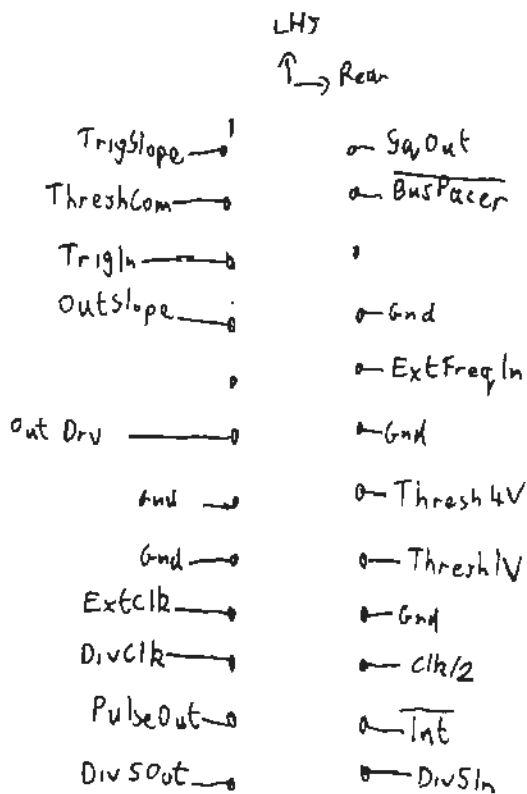 LHS
Rear
1
TrigSlope SqOut
ThreshCom BusPacer
TrigIn
OutSlope Gnd
ExtFreqIn
Out Drv Gnd
Gnd Thresh4V
Gnd Thresh1V
ExtClk Gnd
DivClk Clk/2
PulseOut Int
Div5Out Div5In